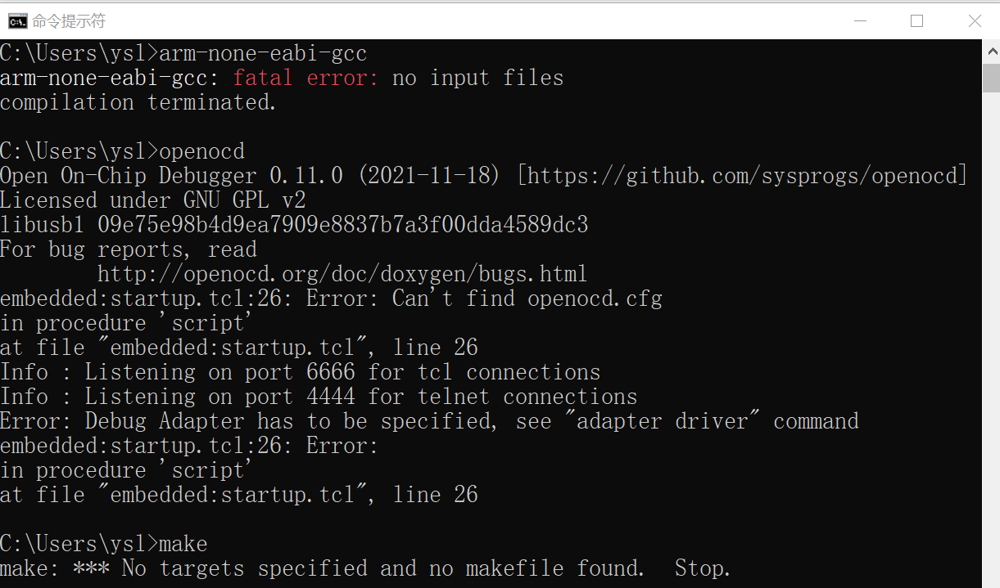 命令提示符
C:\Users\ysl>arm-none-eabi-gcc
arm-none-eabi-gcc: fatal error: no input files
compilation terminated.
C:\Users\ysl>openocd
Open On-Chip Debugger 0.11.0 (2021-11-18) [https://github.com/sysprogs/openocd]
Licensed under GNU GPL v2
libusb1 09e75e98b4d9ea7909e8837b7a3f00dda4589dc3
For bug reports, read
        http://openocd.org/doc/doxygen/bugs.html
embedded:startup.tcl:26: Error: Can't find openocd.cfg
in procedure 'script'
at file "embedded:startup.tcl", line 26
Info : Listening on port 6666 for tcl connections
Info : Listening on port 4444 for telnet connections
Error: Debug Adapter has to be specified, see "adapter driver" command
embedded:startup.tcl:26: Error:
in procedure 'script'
at file "embedded:startup.tcl", line 26
C:\Users\ysl>make
make: *** No targets specified and no makefile found.  Stop.